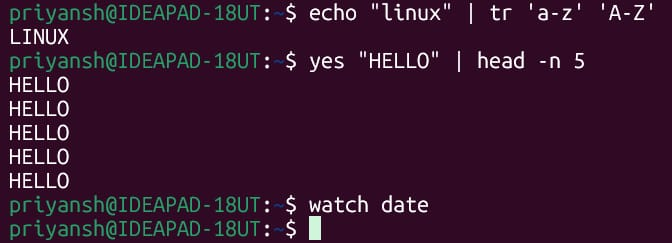 priyansh@IDEAPAD-18UT:~$ echo "linux" | tr 'a-z' 'A-Z'
LINUX
priyansh@IDEAPAD-18UT:~$ yes "HELLO" | head -n 5
HELLO
HELLO
HELLO
HELLO
HELLO
priyansh@IDEAPAD-18UT:~$ watch date
priyansh@IDEAPAD-18UT:~$